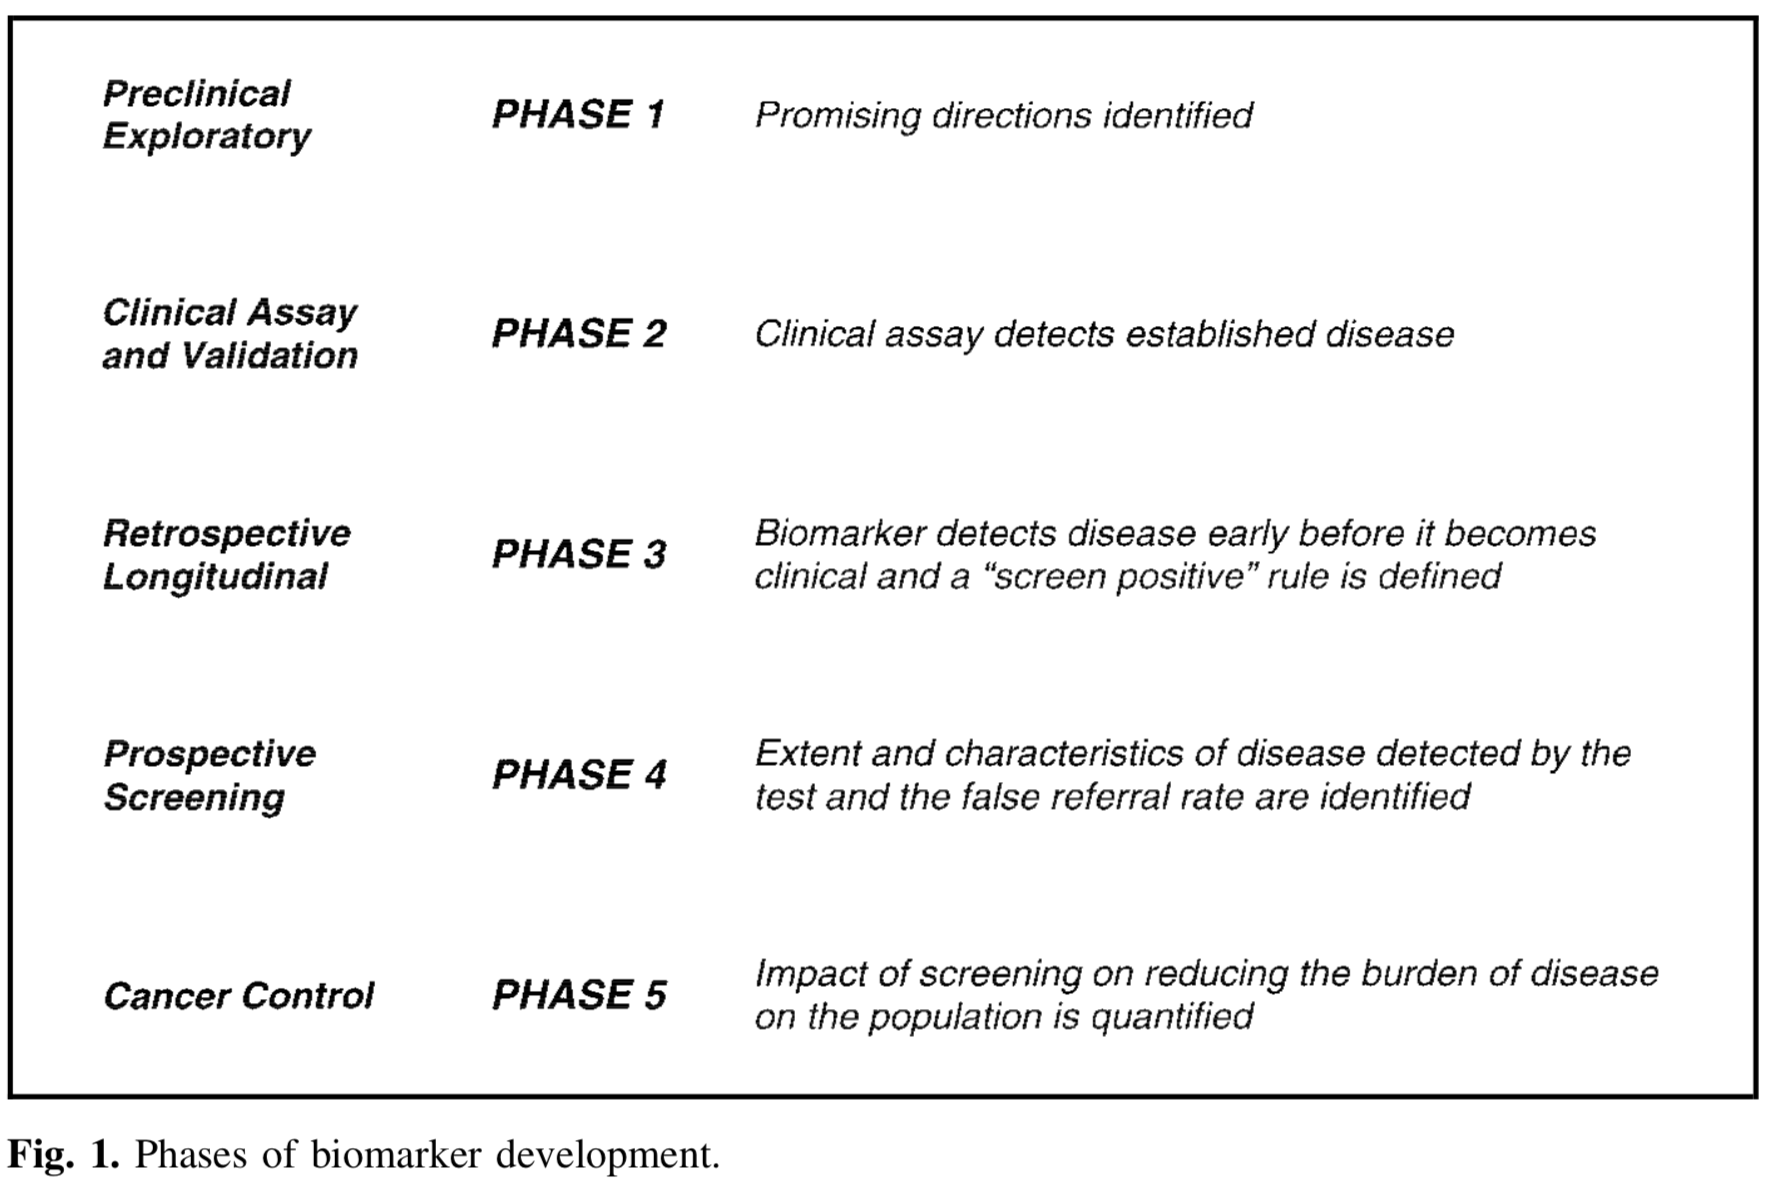 Preclinical
Exploratory
PHASE 1
Promising directions identified
Clinical Assay
and Validation
PHASE 2
Clinical assay detects established disease
Retrospective
Longitudinal
PHASE 3
Biomarker detects disease early before it becomes
clinical and a “screen positive” rule is defined
Prospective
Screening
PHASE 4
Extent and characteristics of disease detected by the
test and the false referral rate are identified
Cancer Control
PHASE 5
Impact of screening on reducing the burden of disease
on the population is quantified
Fig. 1. Phases of biomarker development.